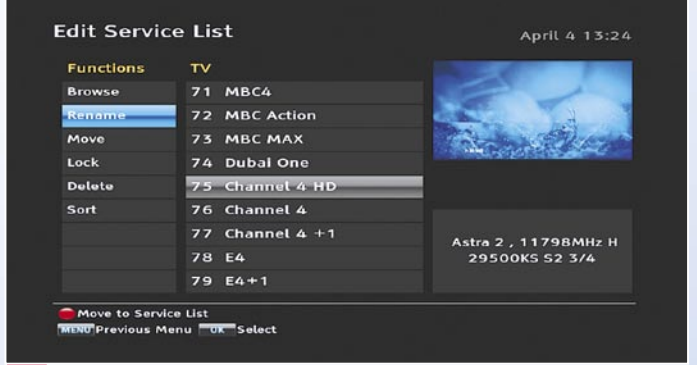 Edit Service List
April 4 13:24
Functions
TV
Browse
71 MBC4
Rename
72 MBC Action
Move
73 MBC MAX
Lock
74 Dubai One
Delete
75 Channel 4 HD
Sort
76 Channel 4
77 Channel 4 +1
78 E4
79 E4+1
Astra 2 , 11798MHz H
29500KS S2 3/4
Move to Service List
MENU Previous Menu OK Select